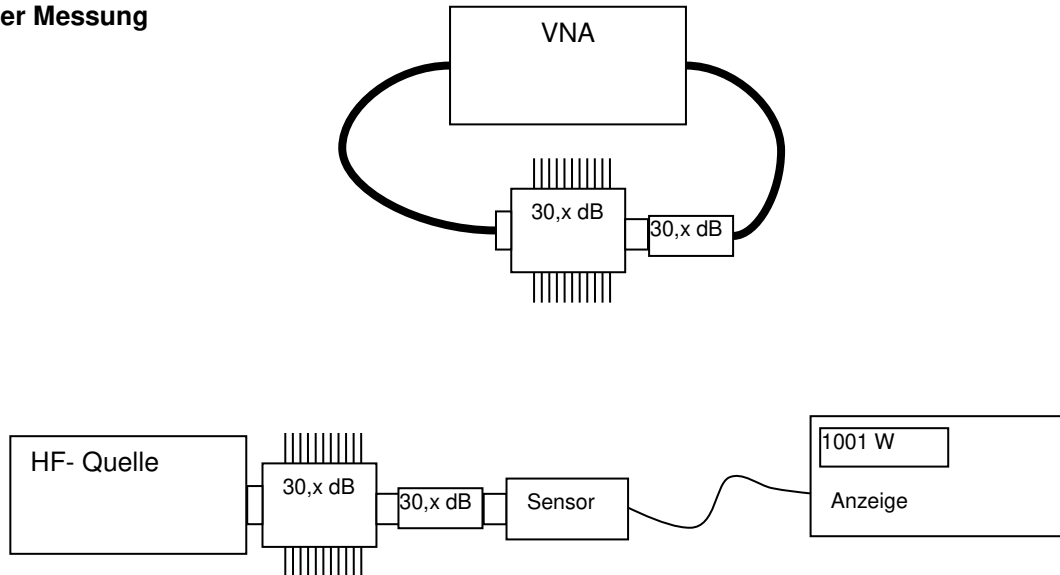 er Messung
VNA
30,x dB
30,x dB
HF- Quelle
30,x dB
30,x dB
Sensor
1001 W
Anzeige